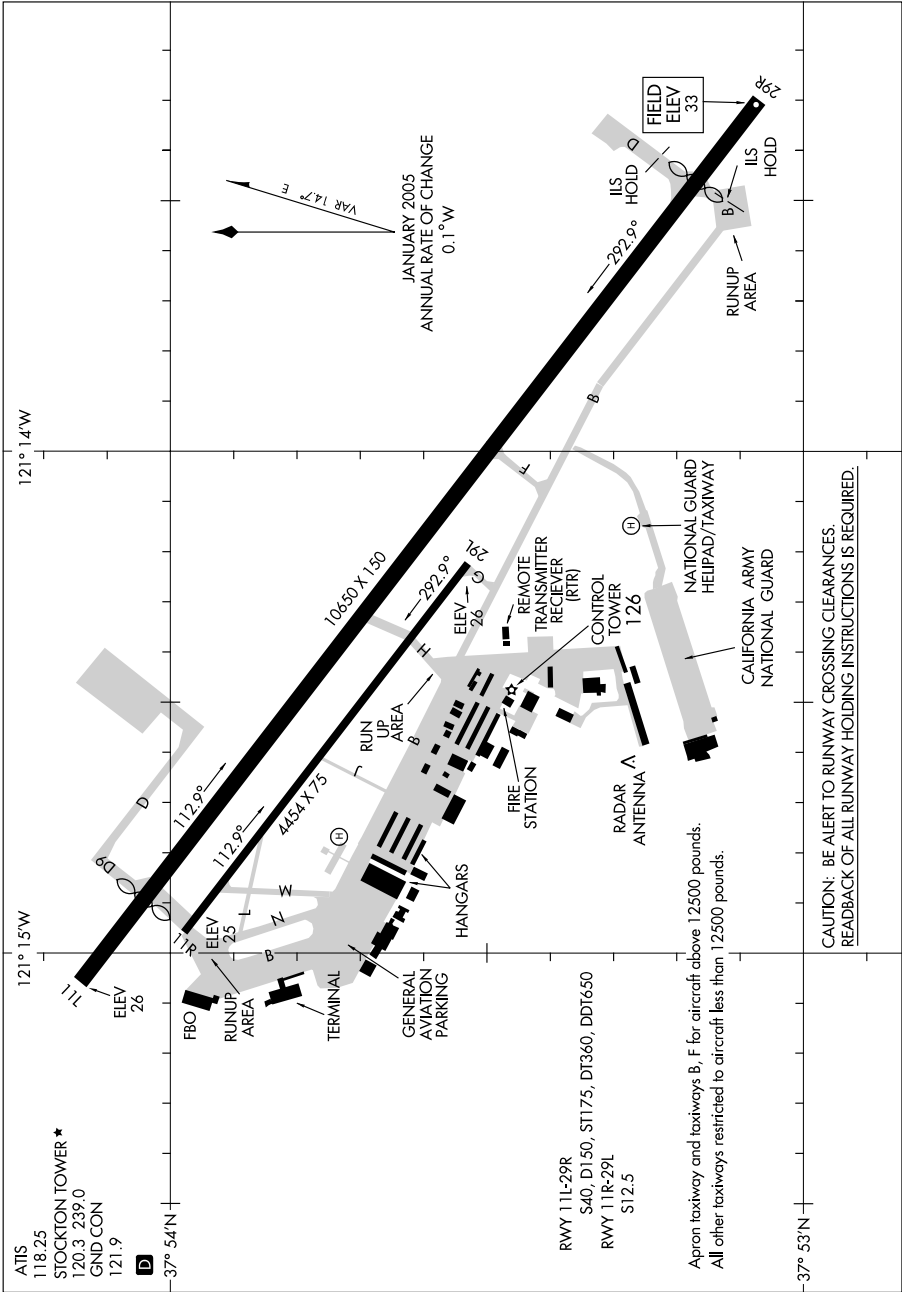 ATIS
118.25
STOCKTON TOWER ★
120.3 239.0
GND CON
121.9
D
121° 15'W
121° 14'W
37° 54'N
37° 53'N
JANUARY 2005
ANNUAL RATE OF CHANGE
0.1° W
VAR 14.7° E
FIELD
ELEV
33
29R
D
ILS
HOLD
B
ILS
HOLD
RUNUP
AREA
292.9°
10650 X 150
112.9°
11L
ELEV
26
D9
D
11R
ELEV
25
112.9°
4454 X 75
292.9°
29L
ELEV
26
G
H
F
B
B
J
L
M
N
B
H
RUN
UP
AREA
FBO
RUNUP
AREA
TERMINAL
GENERAL
AVIATION
PARKING
HANGARS
FIRE
STATION
CONTROL
TOWER
126
REMOTE
TRANSMITTER
RECIEVER
(RTR)
RADAR
ANTENNA
H
NATIONAL GUARD
HELIPAD/TAXIWAY
CALIFORNIA ARMY
NATIONAL GUARD
RWY 11L-29R
S40, D150, ST175, DT360, DDT650
RWY 11R-29L
S12.5
Apron taxiway and taxiways B, F for aircraft above 12500 pounds.
All other taxiways restricted to aircraft less than 12500 pounds.
CAUTION: BE ALERT TO RUNWAY CROSSING CLEARANCES.
READBACK OF ALL RUNWAY HOLDING INSTRUCTIONS IS REQUIRED.